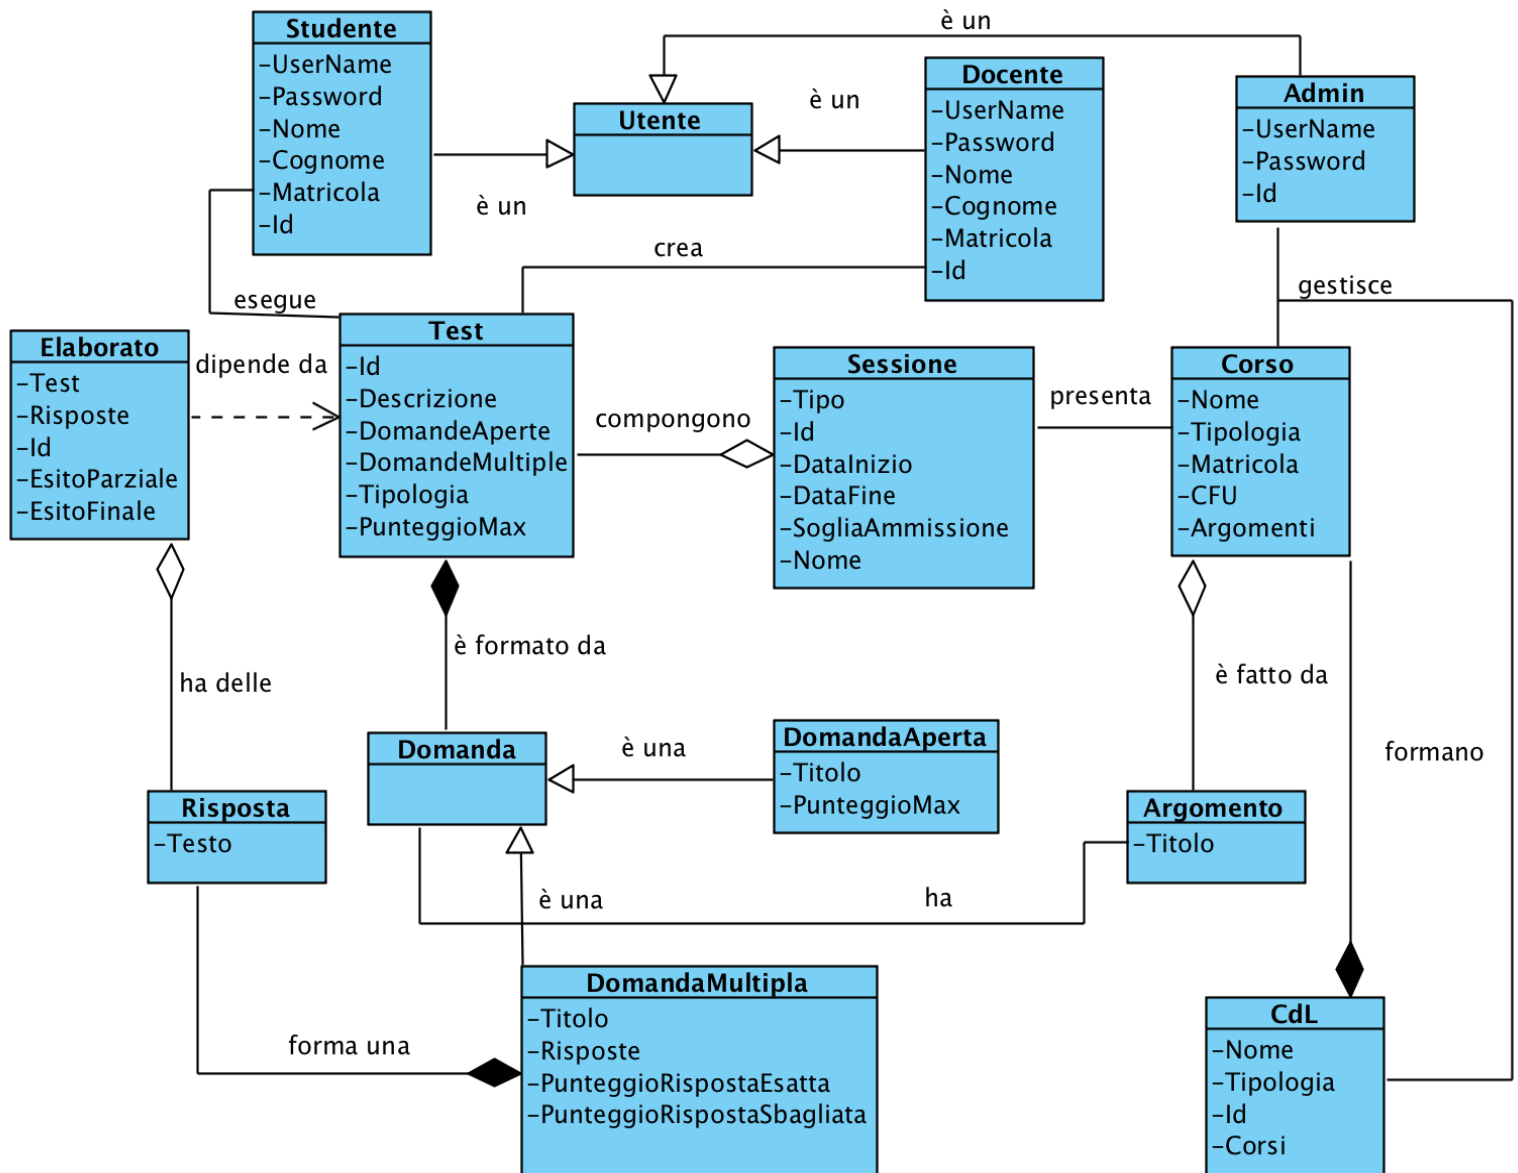 è un
Studente
-UserName
-Password
-Nome
-Cognome
-Matricola
-Id
Utente
è un
è un
Docente
-UserName
-Password
-Nome
-Cognome
-Matricola
-Id
Admin
-UserName
-Password
-Id
crea
esegue
gestisce
Elaborato
-Test
-Risposte
-Id
-EsitoParziale
-EsitoFinale
dipende da
Test
-Id
-Descrizione
-DomandeAperte
-DomandeMultiple
-Tipologia
-PunteggioMax
compongono
Sessione
-Tipo
-Id
-DataInizio
-DataFine
-SogliaAmmissione
-Nome
presenta
Corso
-Nome
-Tipologia
-Matricola
-CFU
-Argomenti
è formato da
ha delle
è fatto da
formano
Domanda
è una
DomandaAperta
-Titolo
-PunteggioMax
Risposta
-Testo
Argomento
-Titolo
è una
ha
DomandaMultipla
-Titolo
-Risposte
-PunteggioRispostaEsatta
-PunteggioRispostaSbagliata
forma una
CdL
-Nome
-Tipologia
-Id
-Corsi